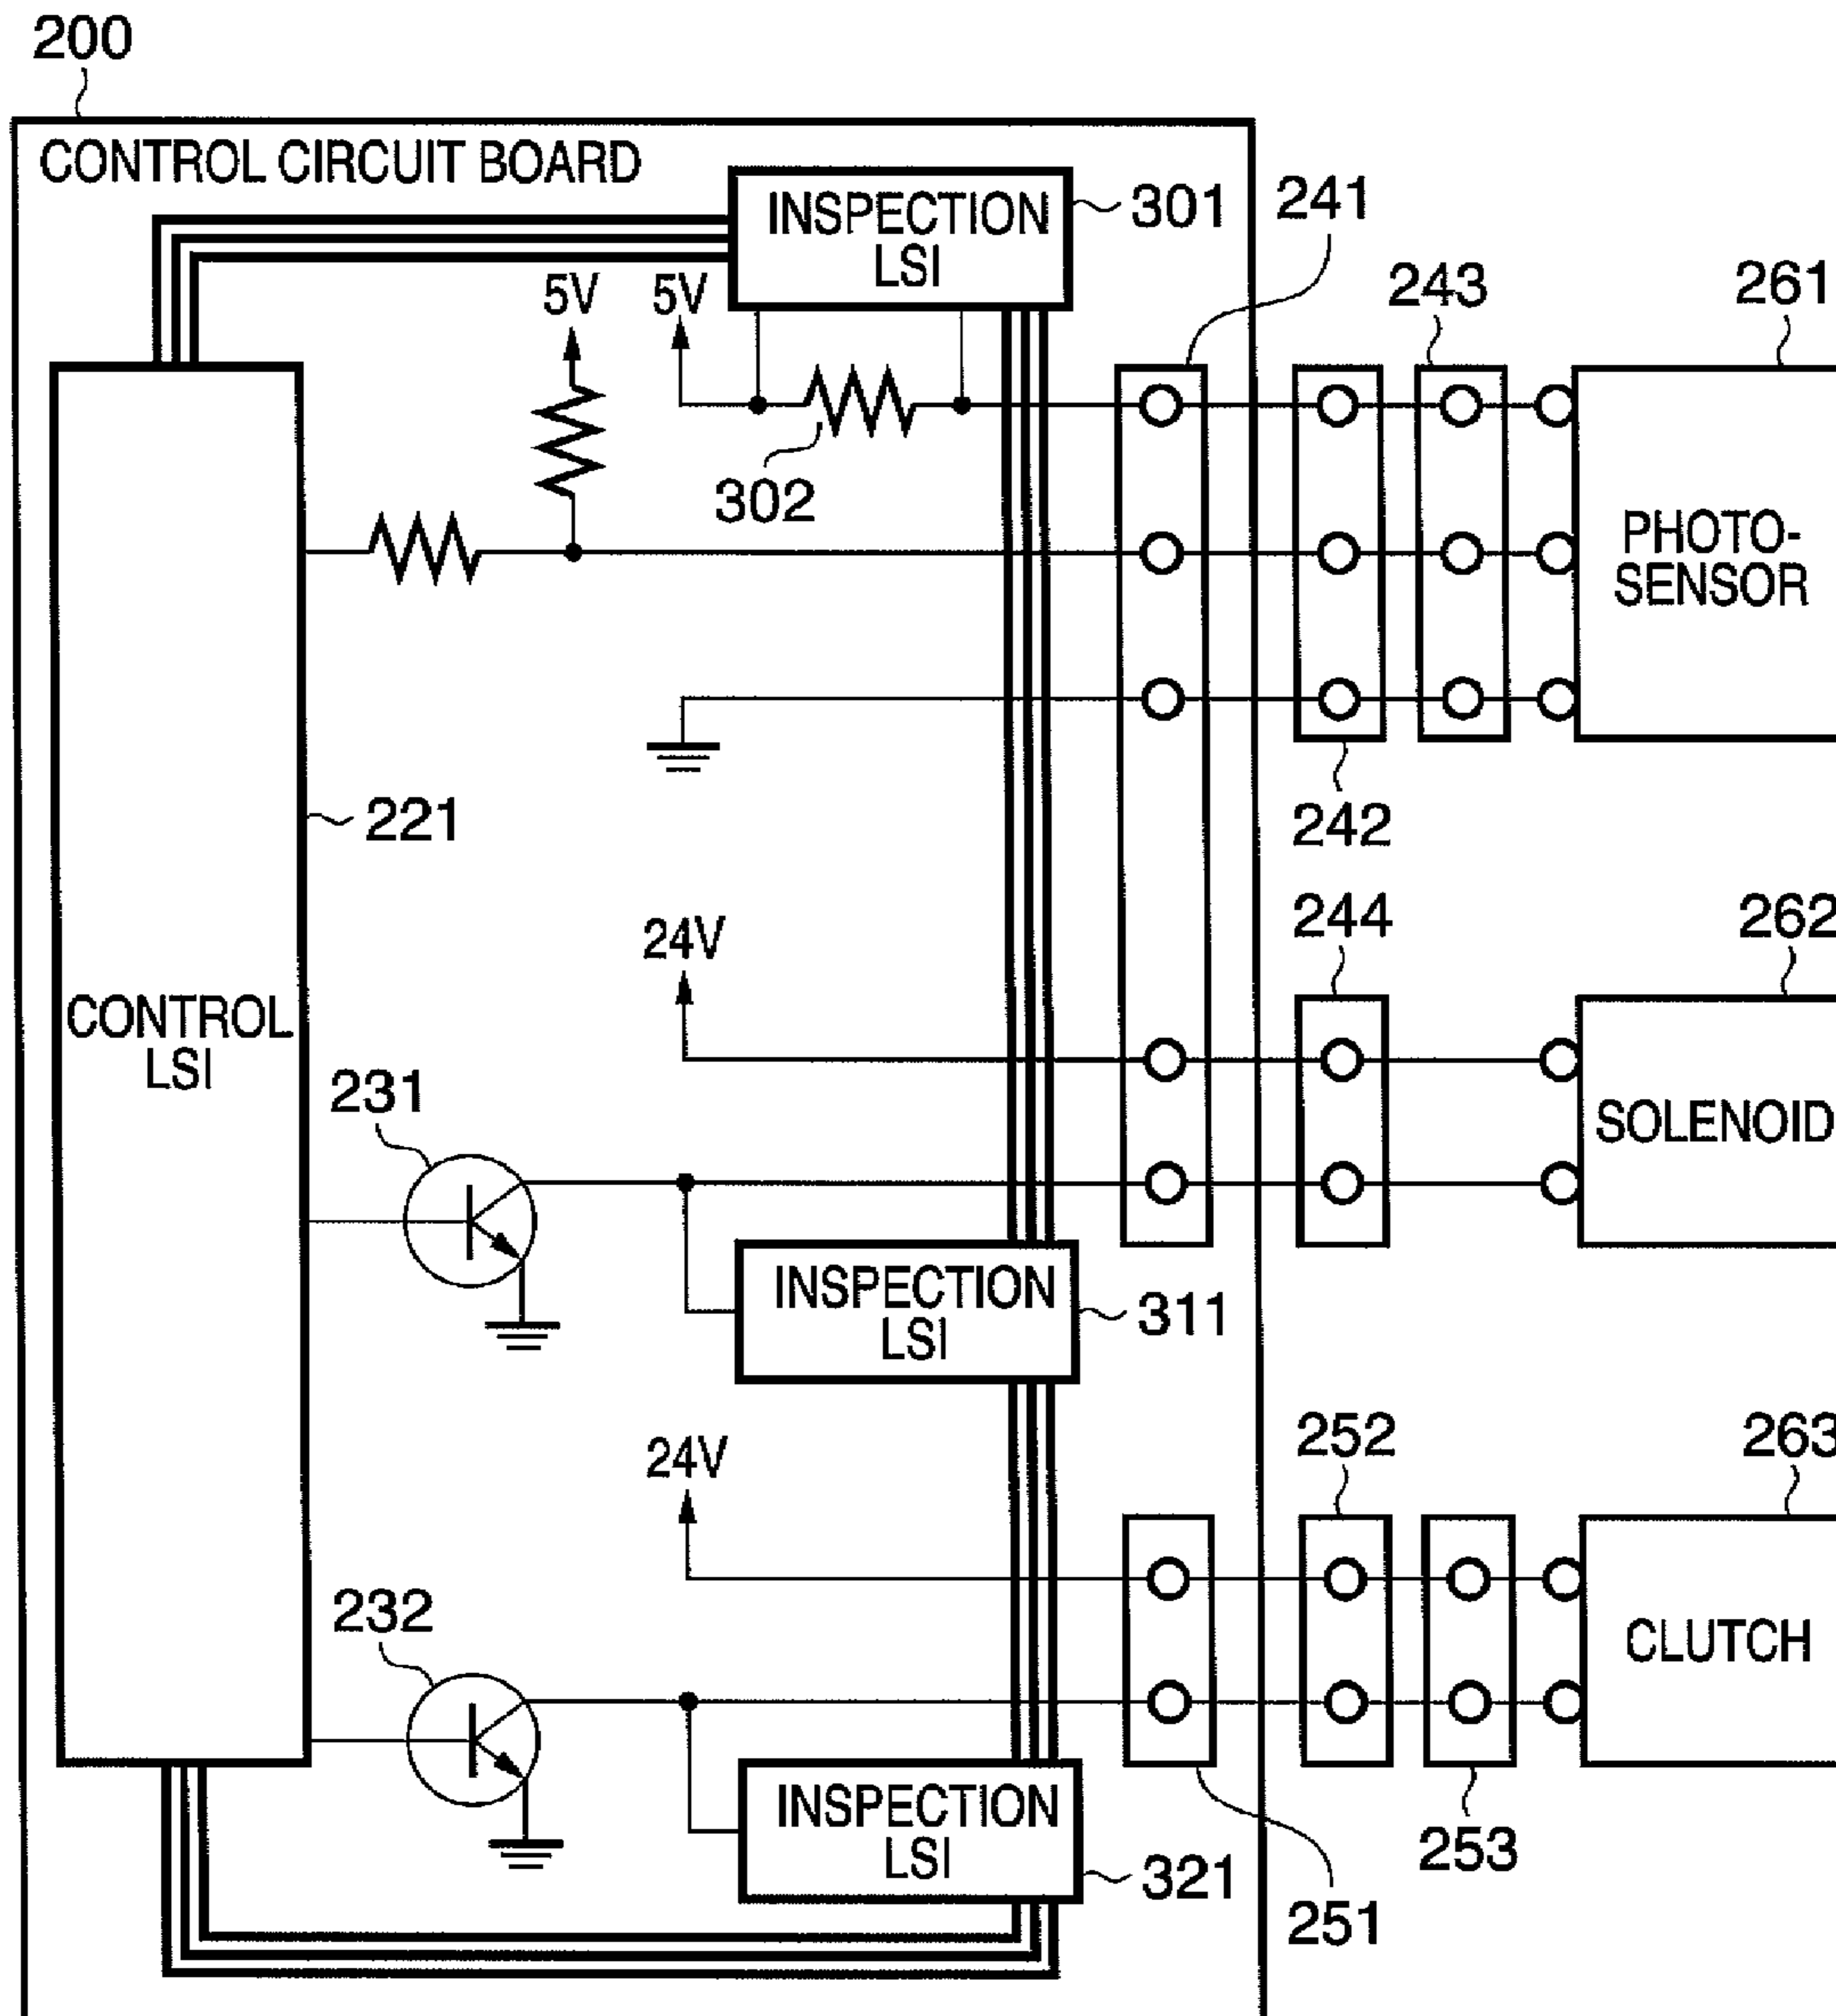 200
CONTROL CIRCUIT BOARD
INSPECTION
LSI
301
241
5V
5V
243
261
302
PHOTO-
SENSOR
221
242
24V
244
262
CONTROL
LSI
231
SOLENOID
INSPECTION
LSI
311
24V
252
263
232
CLUTCH
INSPECTION
LSI
321
253
251